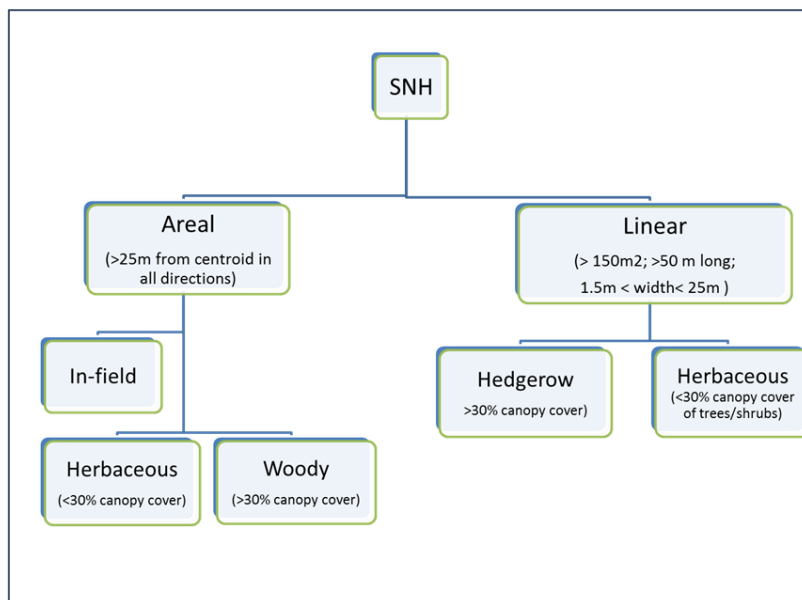 SNH
Areal
(>25m from centroid in
all directions)
Linear
(> 150m2; >50 m long;
1.5m < width< 25m )
In-field
Hedgerow
>30% canopy cover)
Herbaceous
(<30% canopy cover
of trees/shrubs)
Herbaceous
(<30% canopy cover)
Woody
(>30% canopy cover)